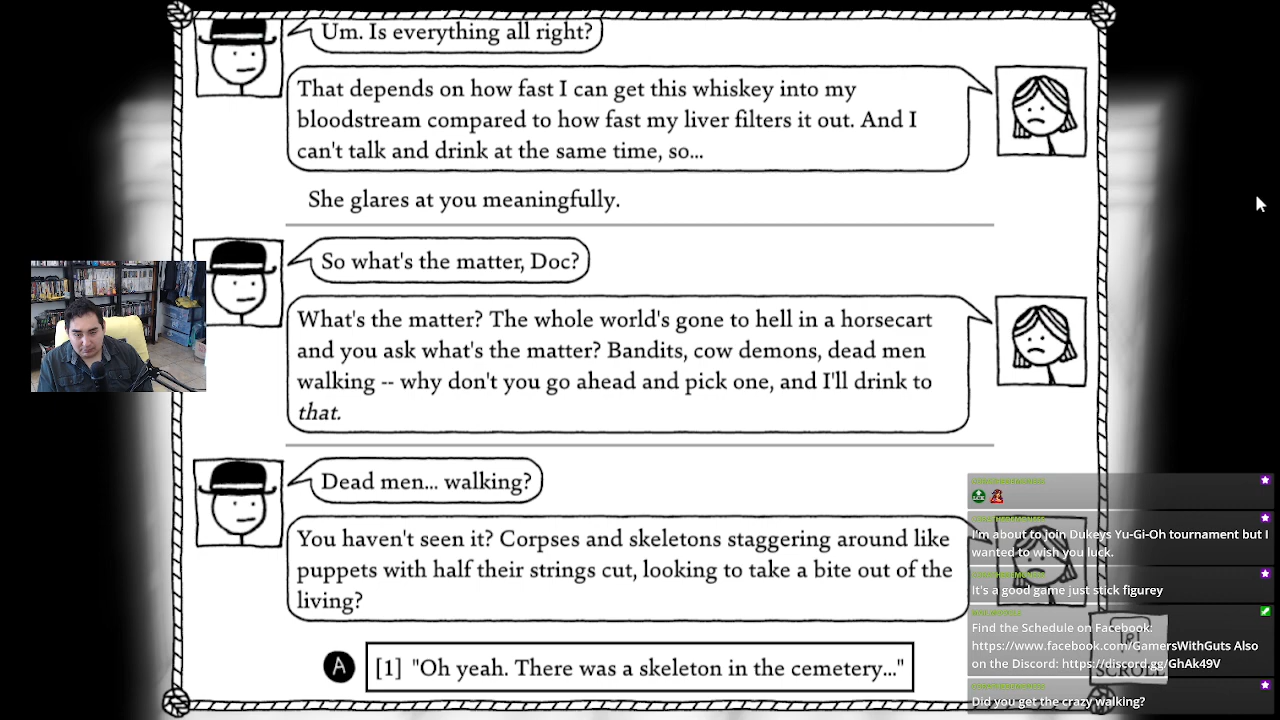 Um. Is everything all right?
That depends on how fast I can get this whiskey into my
bloodstream compared to how fast my liver filters it out. And I
can't talk and drink at the same time, so...
She glares at you meaningfully.
So what's the matter, Doc?
What's the matter? The whole world's gone to hell in a horsecart
and you ask what's the matter? Bandits, cow demons, dead men
walking -- why don't you go ahead and pick one, and I'll drink to
that.
Dead men... walking?
You haven't seen it? Corpses and skeletons staggering around like
puppets with half their strings cut, looking to take a bite out of the
living?
A [1] "Oh yeah. There was a skeleton in the cemetery..."
I'm about to join Dukeys Yu-Gi-Oh tournament but I
wanted to wish you luck.
It's a good game just stick figurey
Find the Schedule on Facebook:
https://www.facebook.com/GamersWithGuts Also
on the Discord: https://discord.gg/GhAk49V
SCROLL
Did you get the crazy walking?